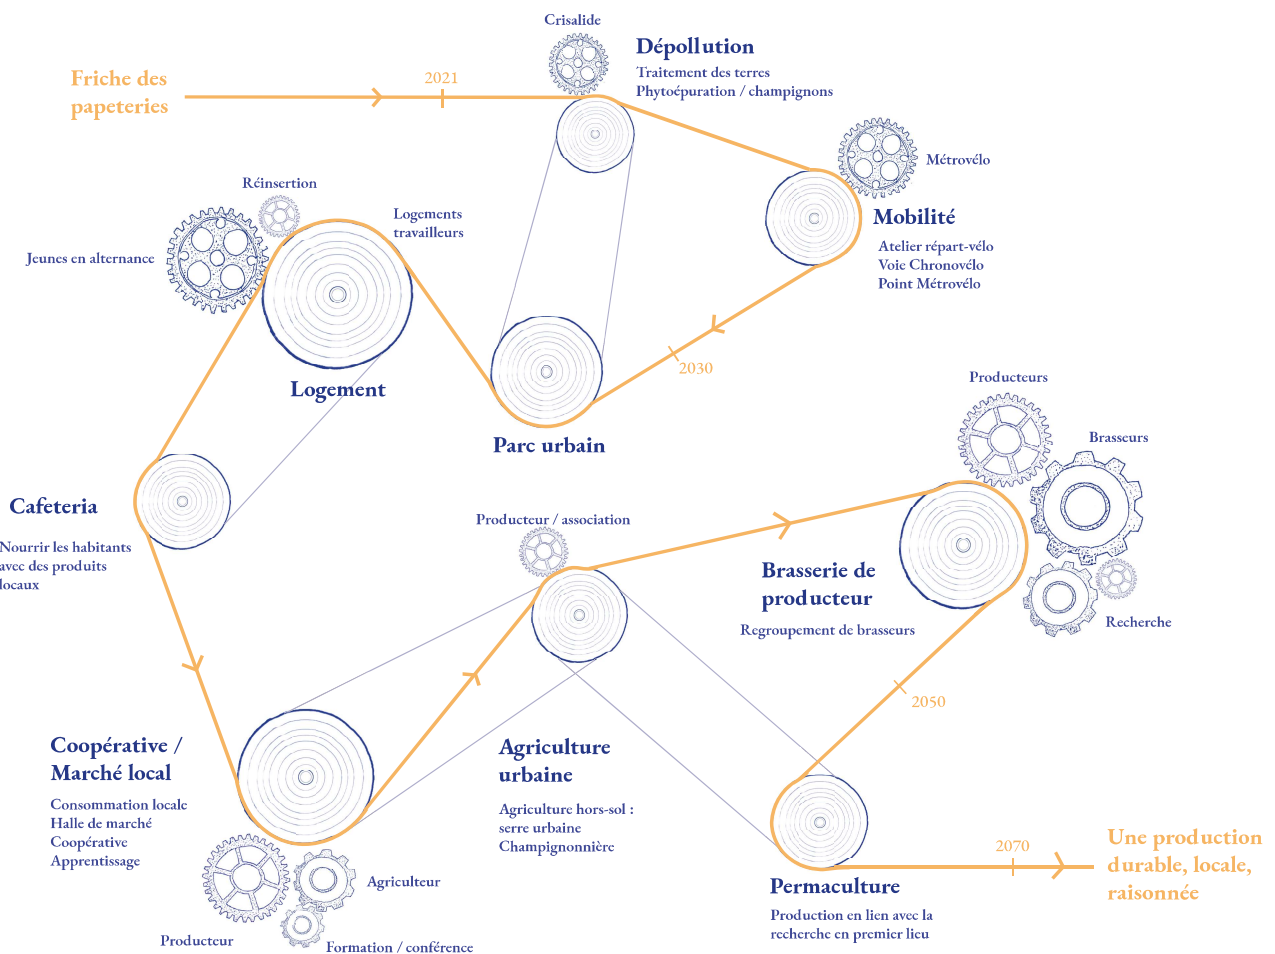 Crisalide
Dépollution
Traitement des terres
Phytoépuration / champignons
Friche des
papeteries
2021
Métrovélo
Mobilité
Atelier répart-vélo
Voie Chronovélo
Point Métrovélo
Réinsertion
Logements
travailleurs
Jeunes en alternance
Logement
2030
Parc urbain
Producteurs
Brasseurs
Cafeteria
Nourrir les habitants
avec des produits
locaux
Producteur / association
Brasserie de
producteur
Regroupement de brasseurs
Recherche
2050
Coopérative /
Marché local
Consommation locale
Halle de marché
Coopérative
Apprentissage
Agriculture
urbaine
Agriculture hors-sol :
serre urbaine
Champignonnière
Agriculteur
Producteur
Formation / conférence
Permaculture
Production en lien avec la
recherche en premier lieu
2070
Une production
durable, locale,
raisonnée